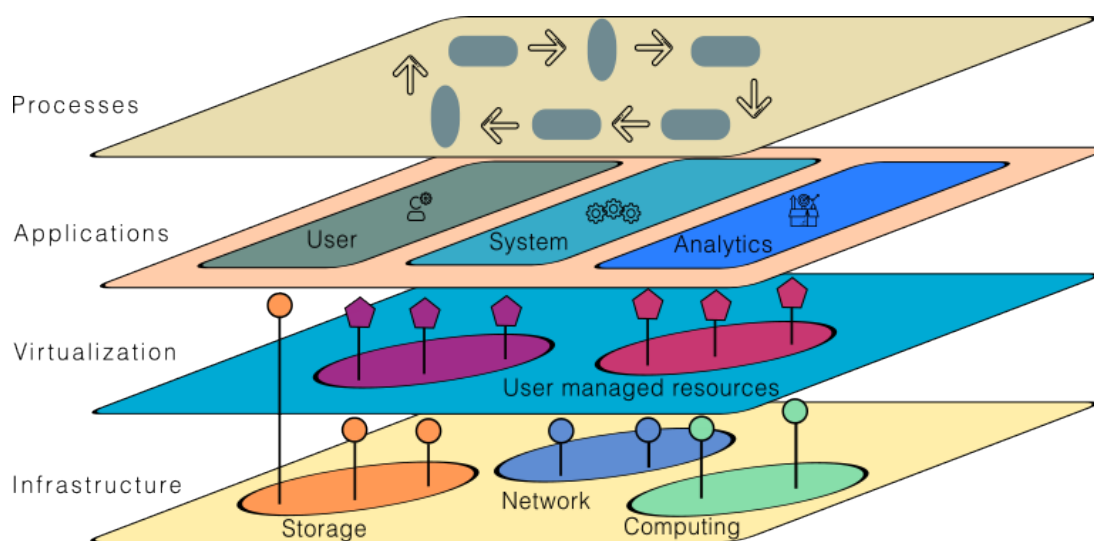 Processes
Applications
User
System
Analytics
Virtualization
User managed resources
Infrastructure
Storage
Network
Computing